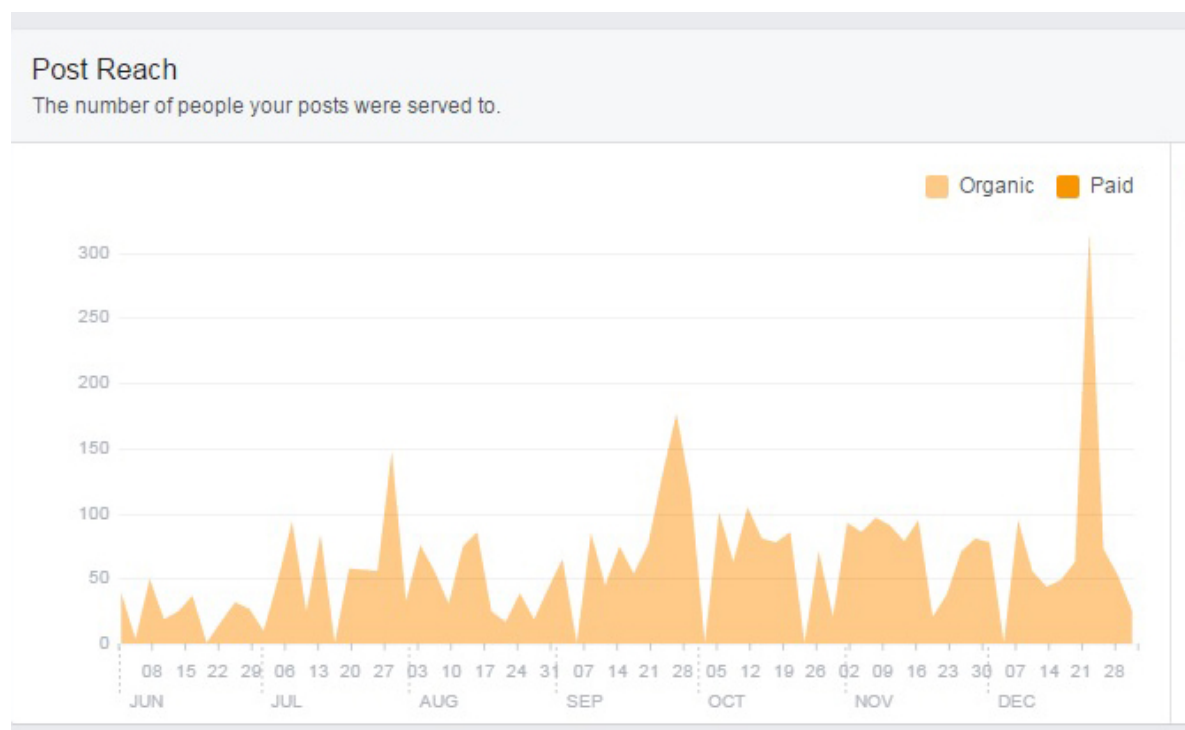 Post Reach
The number of people your posts were served to.
Organic Paid
300
250
200
150
100
50
0
08 15 22 29 06 13 20 27 03 10 17 24 31 07 14 21 28 05 12 19 26 02 09 16 23 30 07 14 21 28
JUN JUL AUG SEP OCT NOV DEC